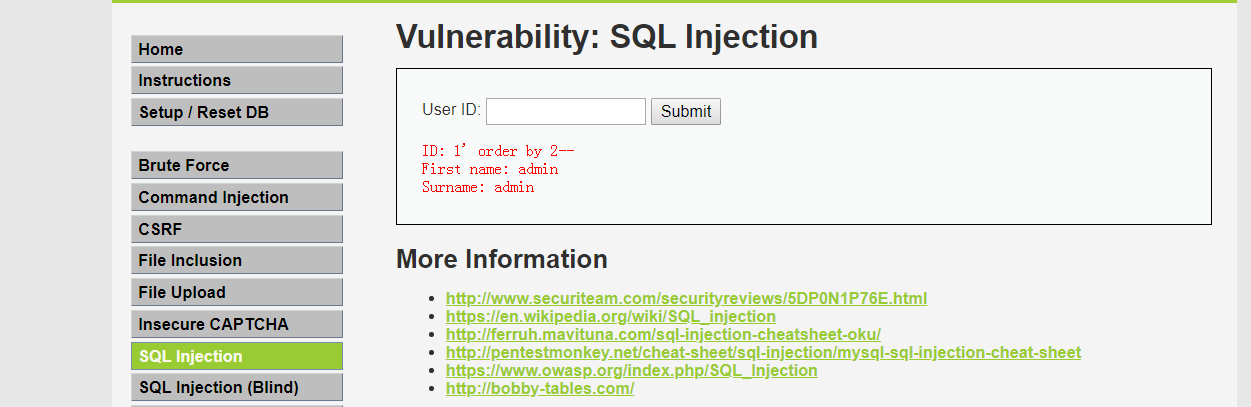 Vulnerability: SQL Injection
Home
Instructions
Setup / Reset DB
Brute Force
Command Injection
CSRF
File Inclusion
File Upload
Insecure CAPTCHA
SQL Injection
SQL Injection (Blind)
User ID:
Submit
ID: 1' order by 2--
First name: admin
Surname: admin
More Information
http://www.securiteam.com/securityreviews/5DP0N1P76E.html
https://en.wikipedia.org/wiki/SQL_injection
http://ferruh.mavituna.com/sql-injection-cheatsheet-oku/
http://pentestmonkey.net/cheat-sheet/sql-injection/mysql-sql-injection-cheat-sheet
https://www.owasp.org/index.php/SQL_Injection
http://bobby-tables.com/